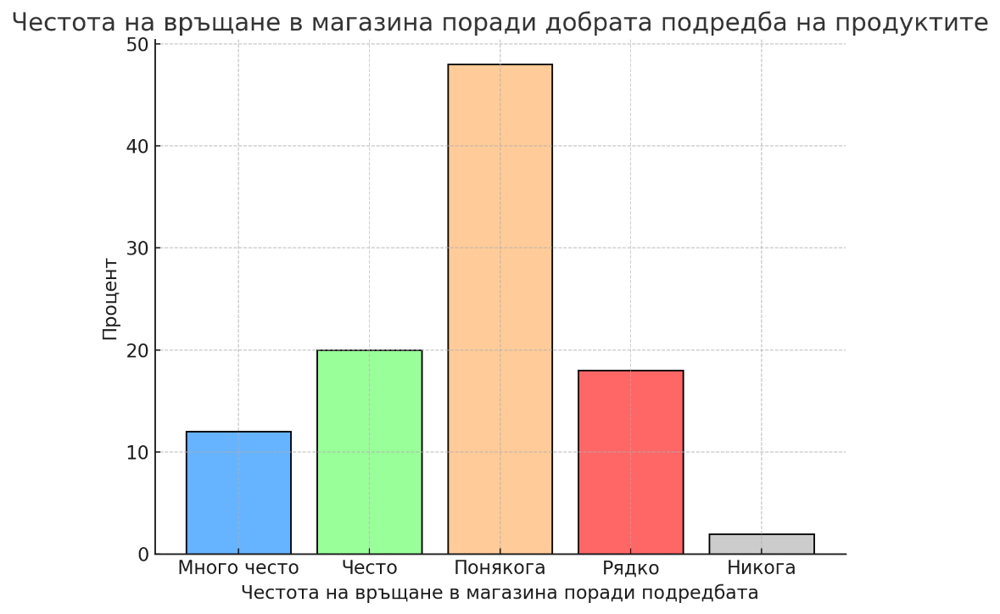 Честота на връщане в магазина поради добрата подредба на продуктите
50
40
30
20
10
0
Процент
Много често
Често
Понякога
Рядко
Никога
Честота на връщане в магазина поради подредбата